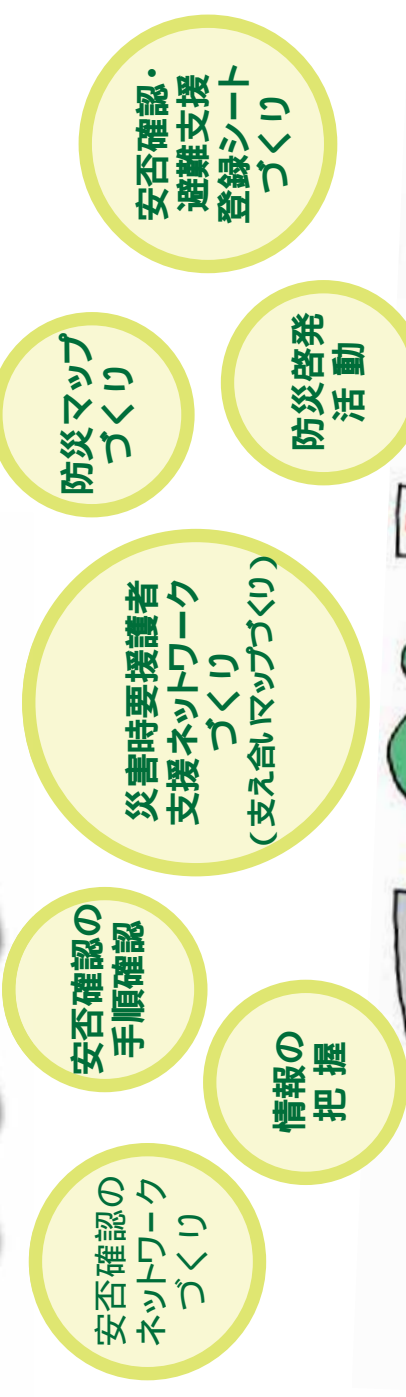 安否確認の
ネットワーク
づくり
安否確認の
手順確認
情報の
把 握
災害時要援護者
支援ネットワーク
づくり
(支え合いマップづくり)
防災マップ
づくり
防災啓発
活 動
安否確認・
避難支援
登録シート
づくり